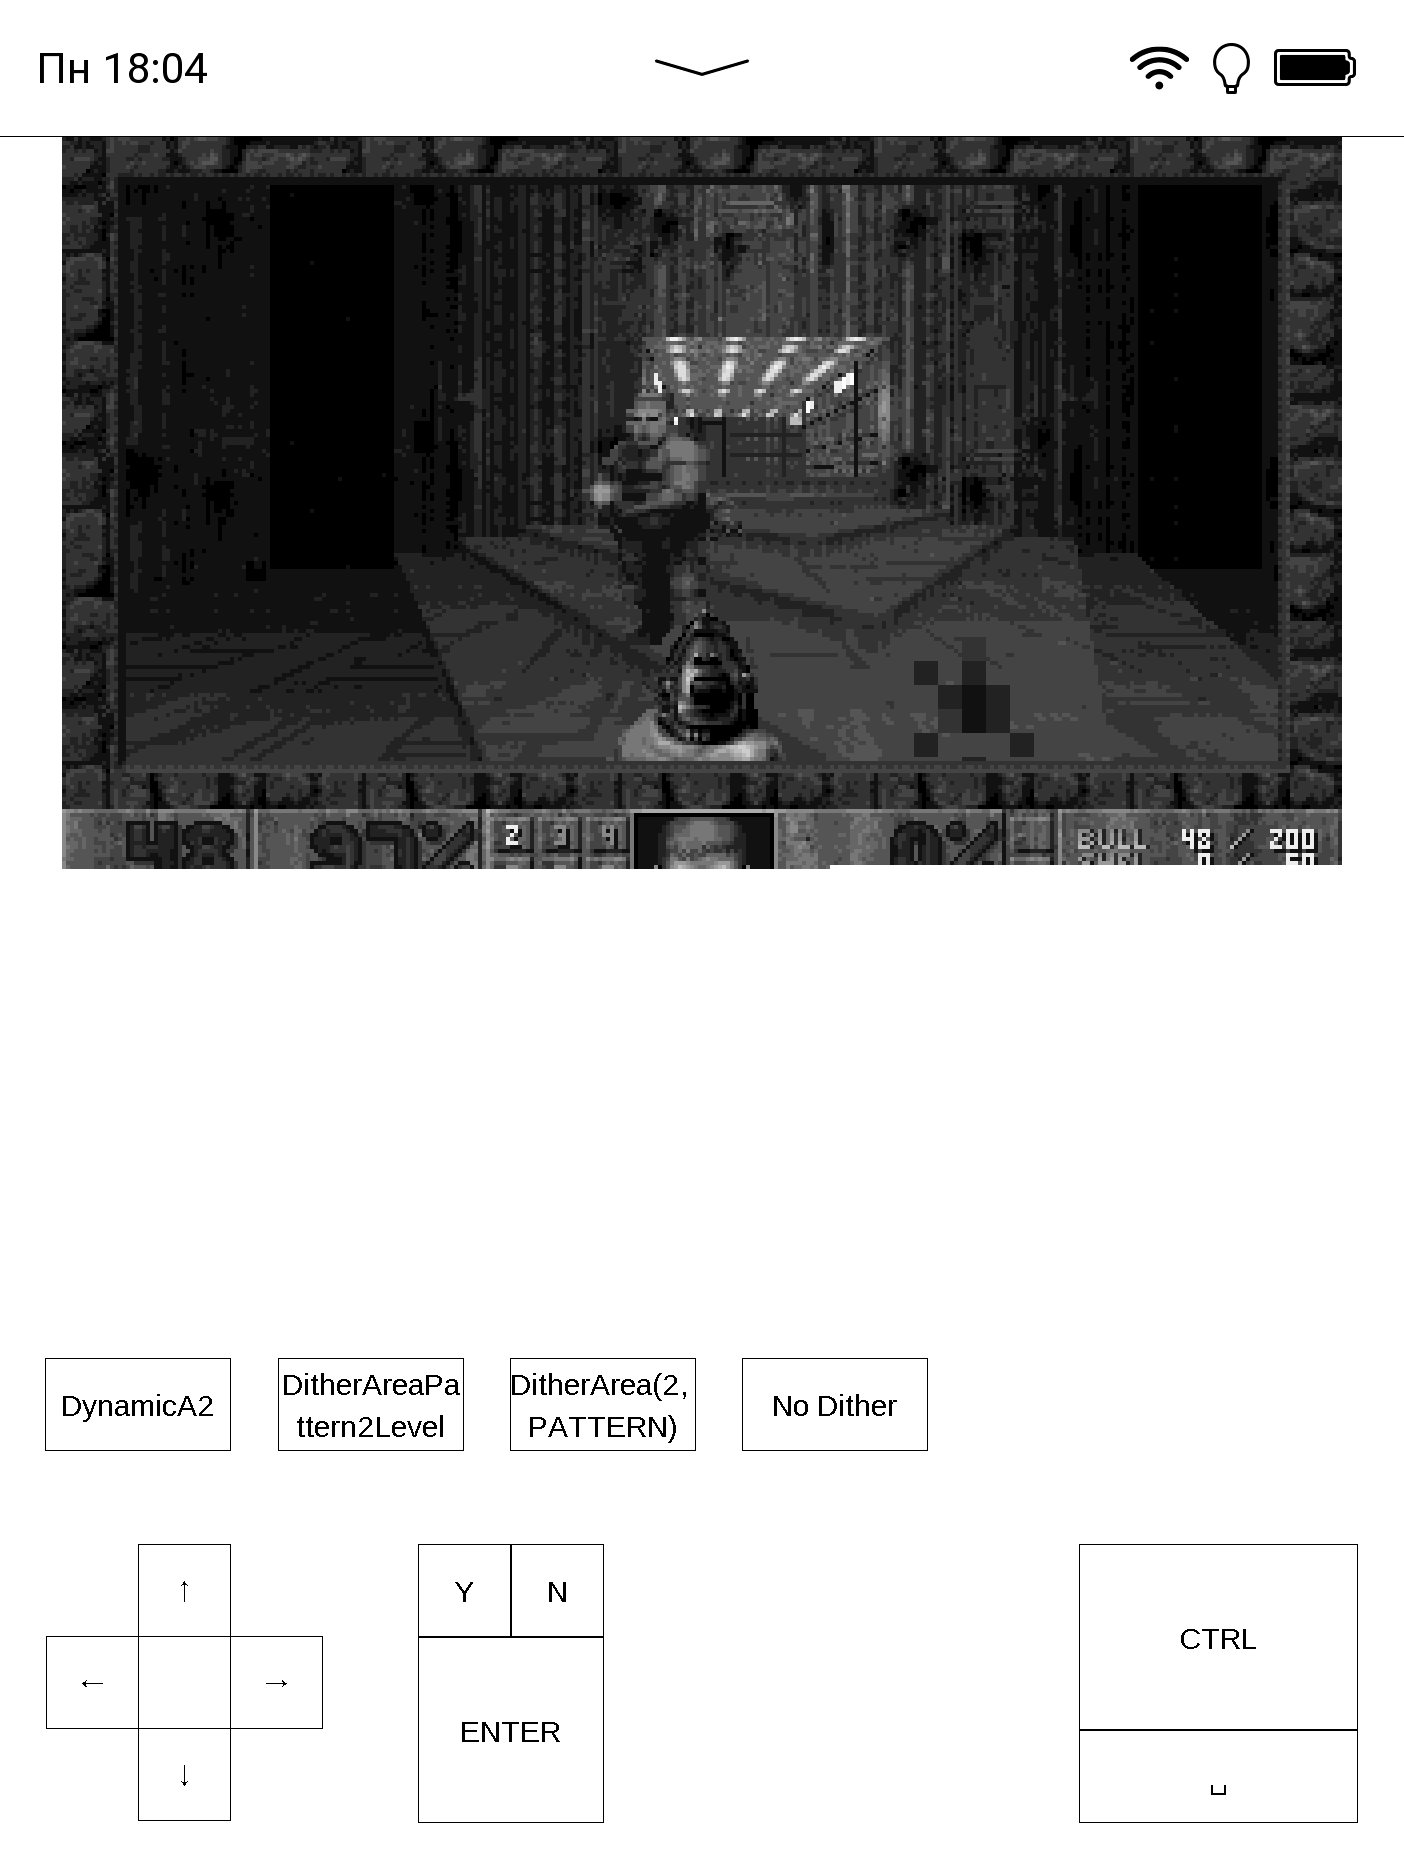 Пн 18:04
48 97% 2 3 4 0% BULL 48 / 200
DynamicA2
DitherAreaPa
ttern2Level
DitherArea(2,
PATTERN)
No Dither
↑
← →
↓
Y N
ENTER
CTRL
␣